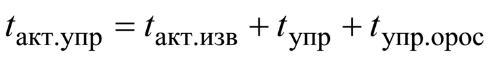 tакт.упр = tакт.изв + tупр + tупр.орос